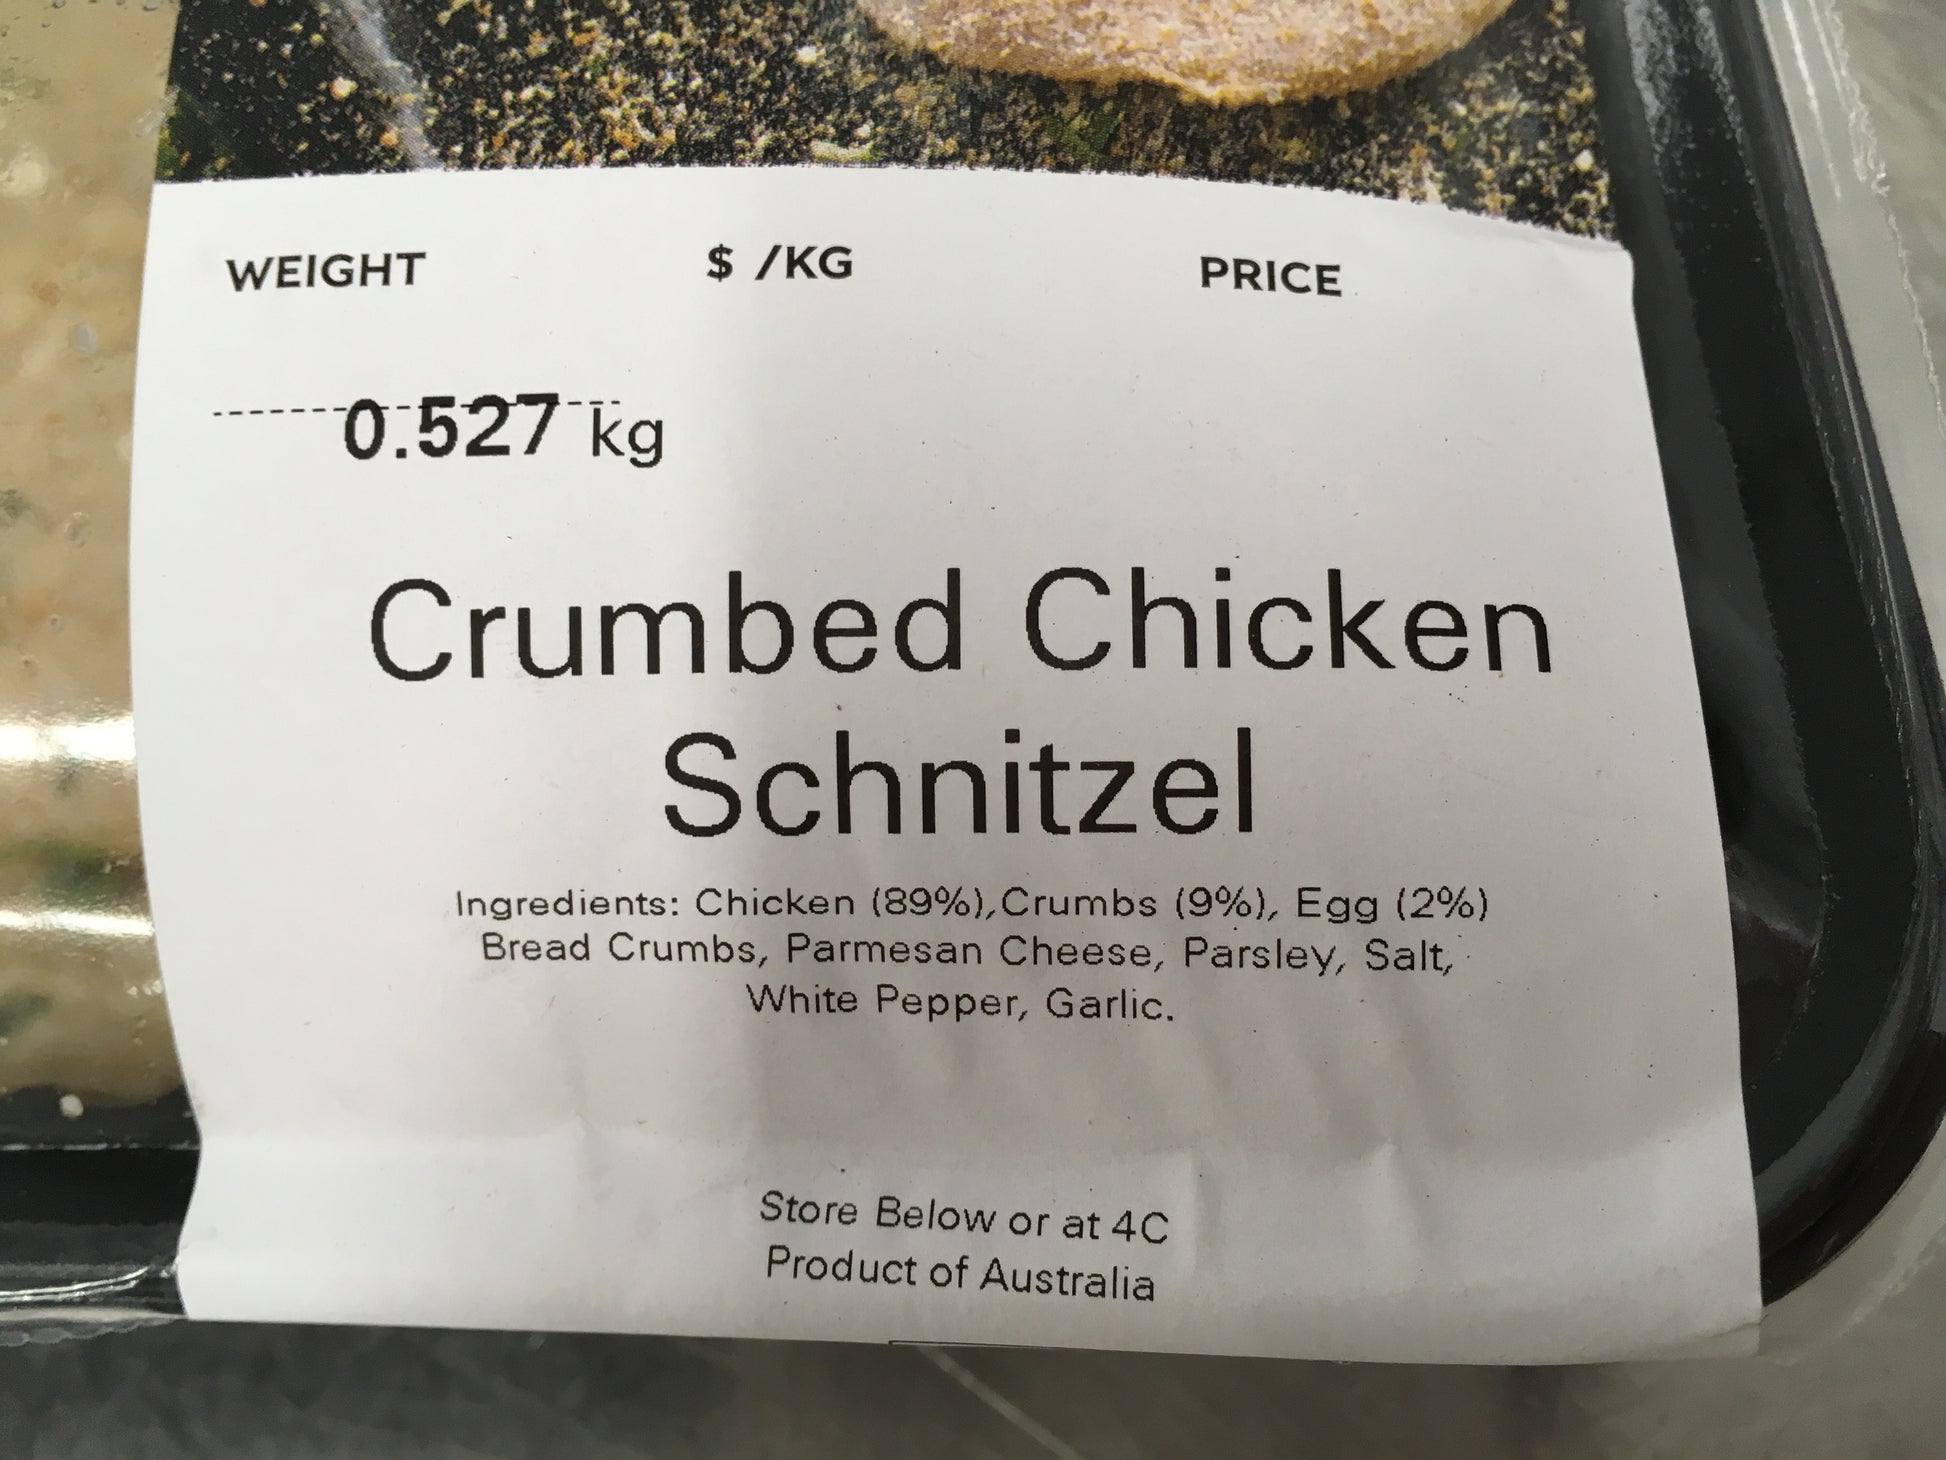 WEIGHT $ /KG PRICE
0.527 kg
Crumbed Chicken
Schnitzel
Ingredients: Chicken (89%),Crumbs (9%), Egg (2%)
Bread Crumbs, Parmesan Cheese, Parsley, Salt,
White Pepper, Garlic.
Store Below or at 4C
Product of Australia